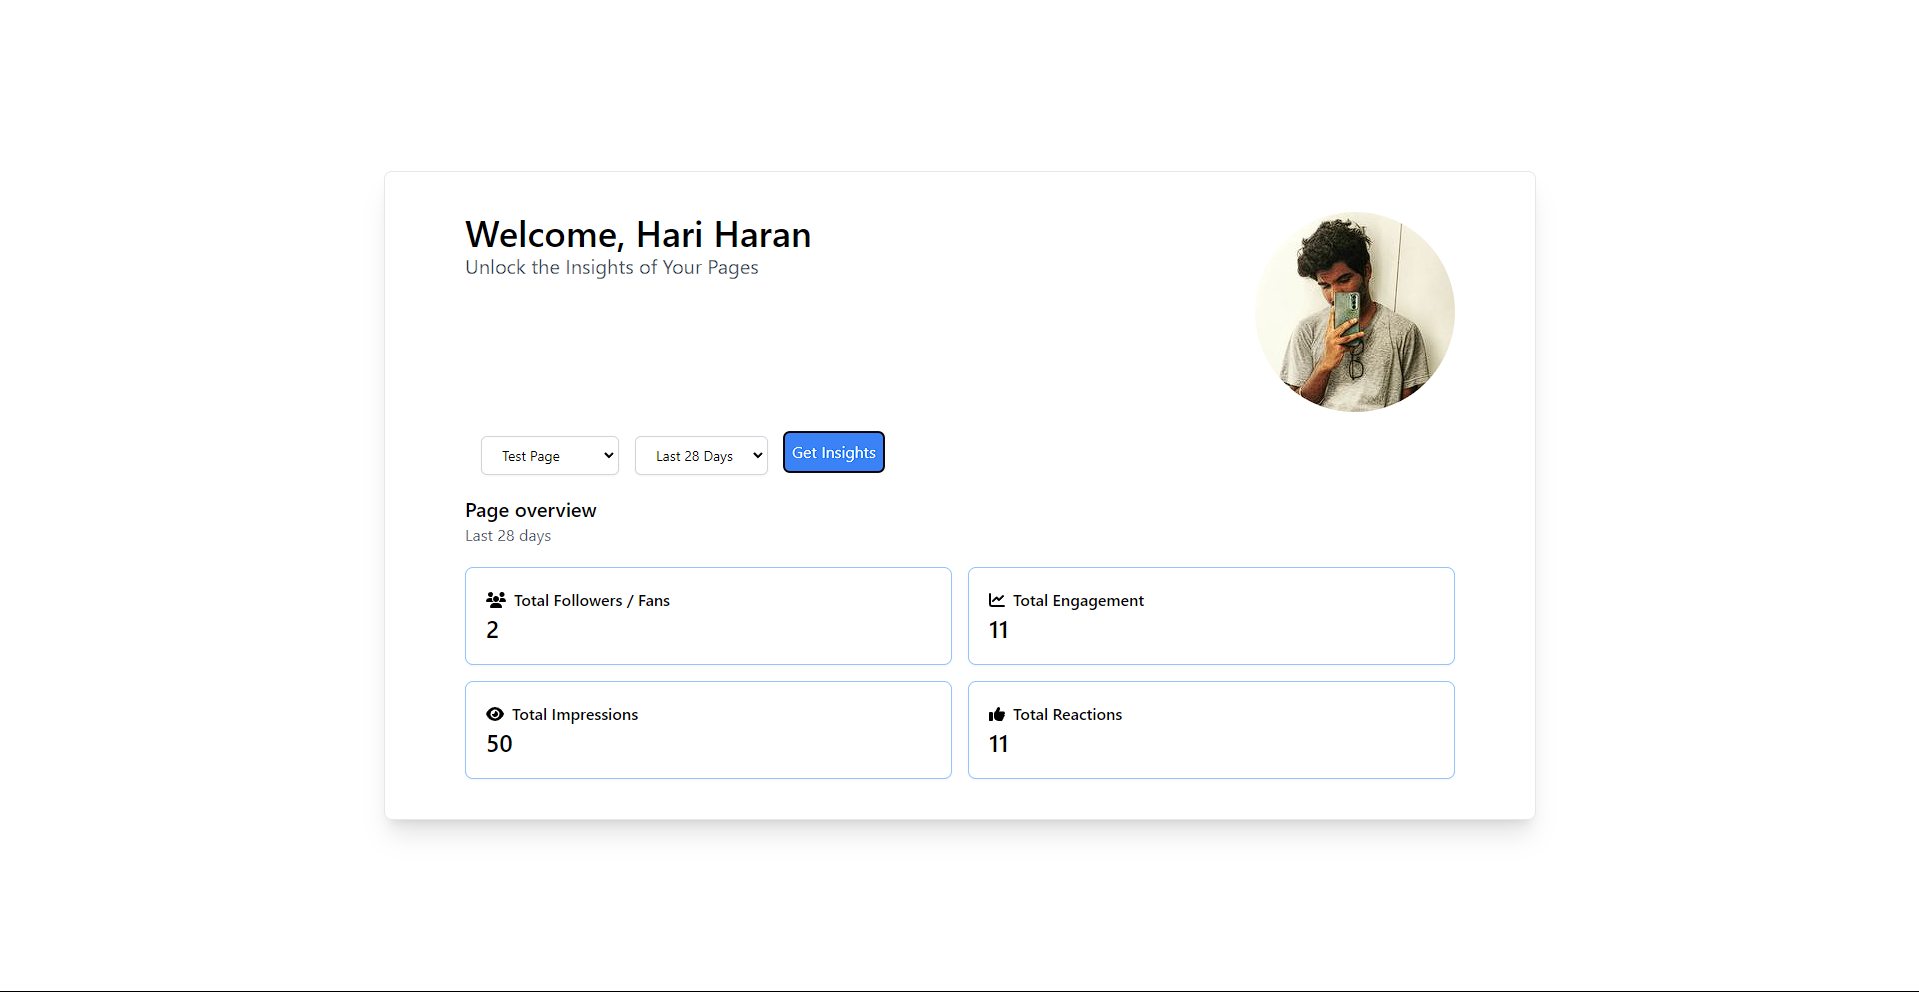 Welcome, Hari Haran
Unlock the Insights of Your Pages
Test Page
Last 28 Days
Get Insights
Page overview
Last 28 days
Total Followers / Fans
2
Total Engagement
11
Total Impressions
50
Total Reactions
11